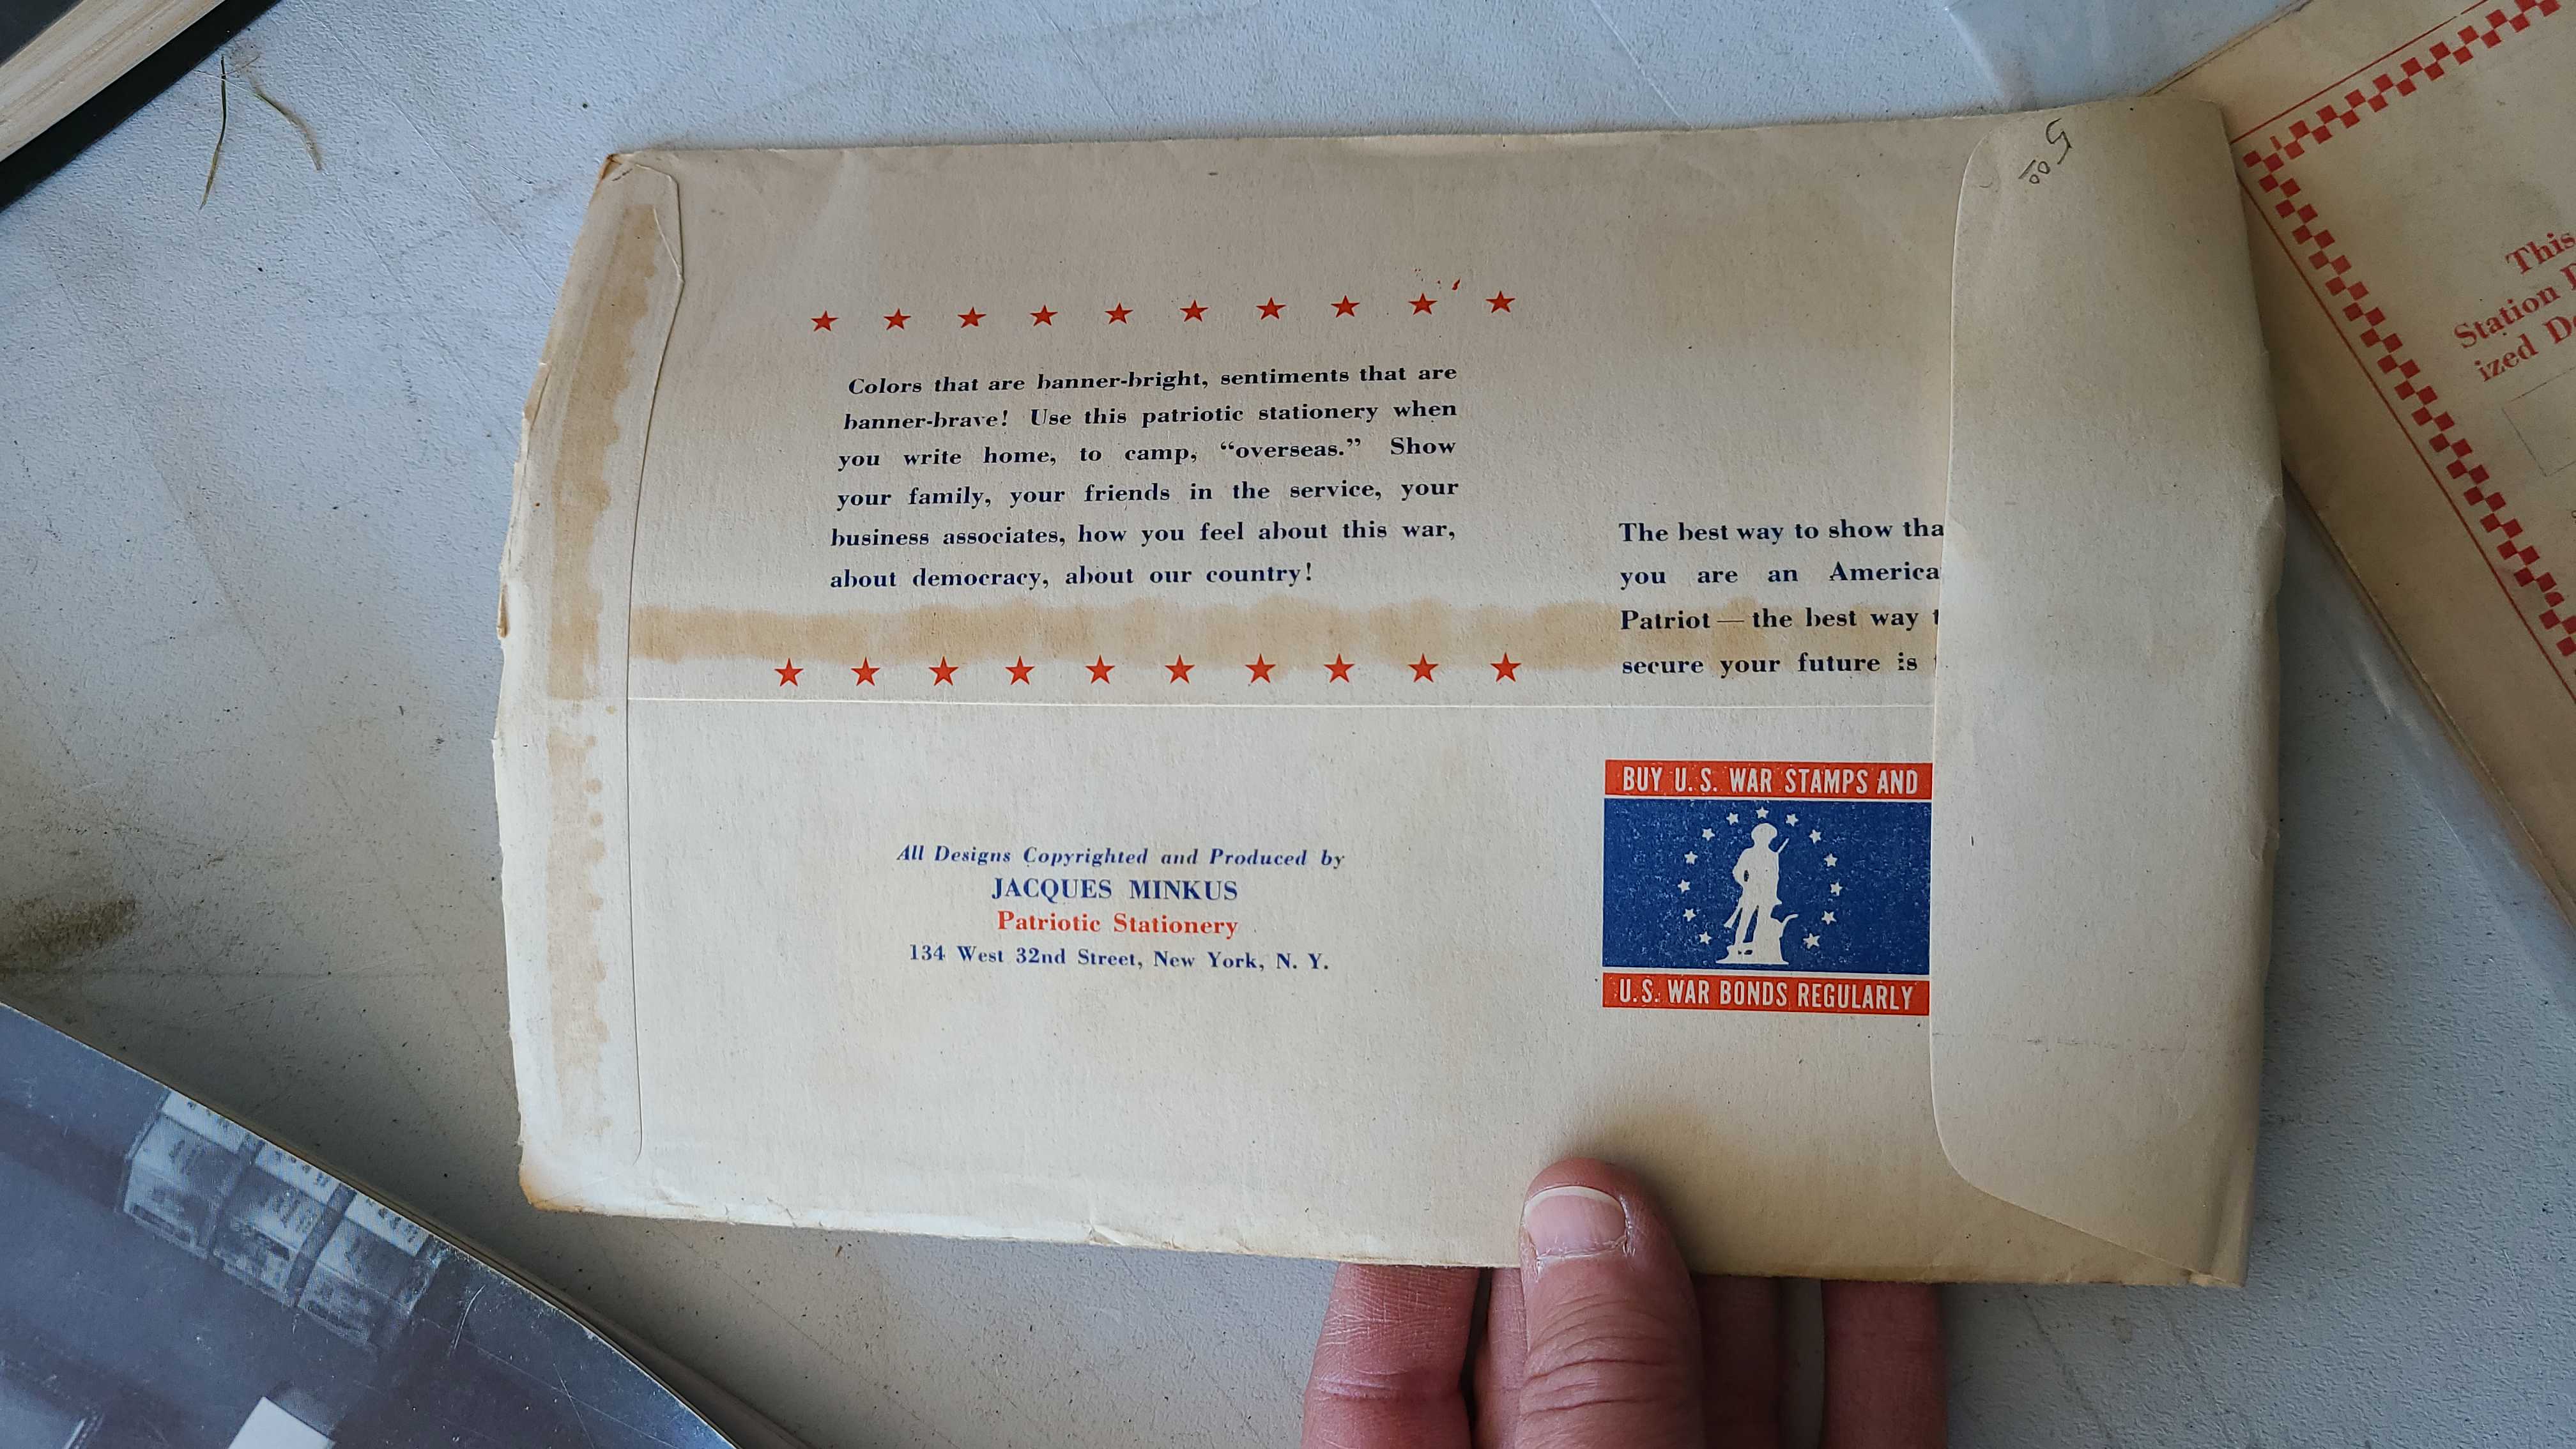 5.00
Colors that are banner-bright, sentiments that are
banner-brave! Use this patriotic stationery when
you write home, to camp, “overseas.” Show
your family, your friends in the service, your
business associates, how you feel about this war,
about democracy, about our country!
The best way to show tha
you are an America
Patriot — the best way t
secure your future is
All Designs Copyrighted and Produced by
JACQUES MINKUS
Patriotic Stationery
134 West 32nd Street, New York, N. Y.
BUY U.S. WAR STAMPS AND
U.S. WAR BONDS REGULARLY
This
Station
ized De